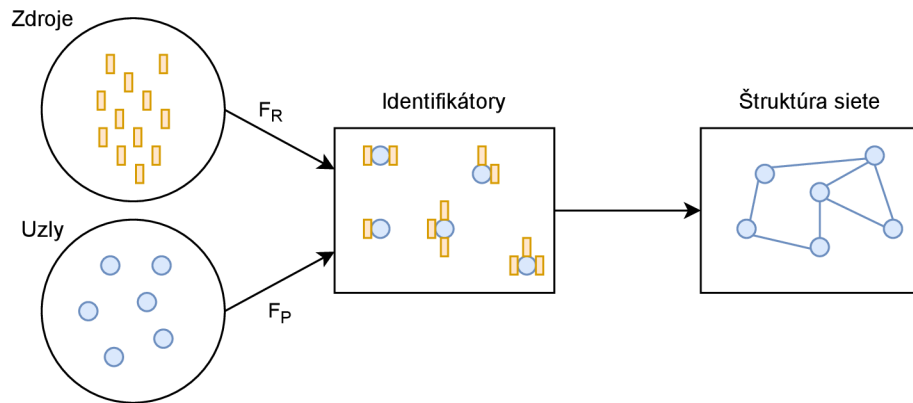 Zdroje
F_R
Identifikátory
Štruktúra siete
Uzly
F_P